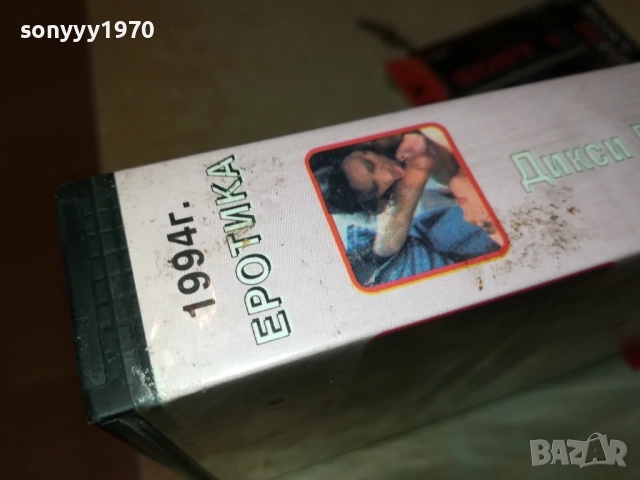 sonyyy1970
1994г.
ЕРОТИКА
Дикси
BAZAR